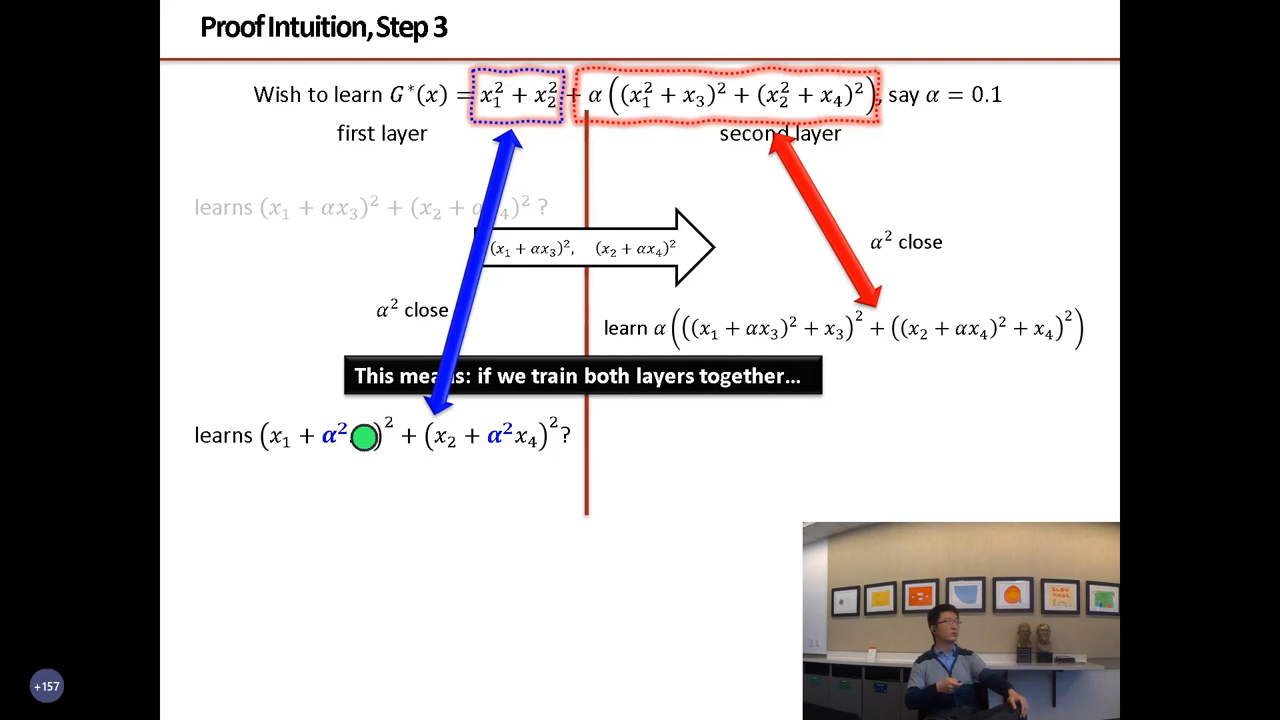 Proof Intuition, Step 3
Wish to learn G*(x) = x₁² + x₂² + α((x₁² + x₃)² + (x₂² + x₄)²), say α = 0.1
first layer
second layer
learns (x₁ + αx₃)² + (x₂ + αx₄)² ?
(x₁ + αx₃)², (x₂ + αx₄)²
α² close
α² close
learn α(((x₁ + αx₃)² + x₃)² + ((x₂ + αx₄)² + x₄)²)
This means: if we train both layers together...
learns (x₁ + α² )² + (x₂ + α²x₄)²?
+157